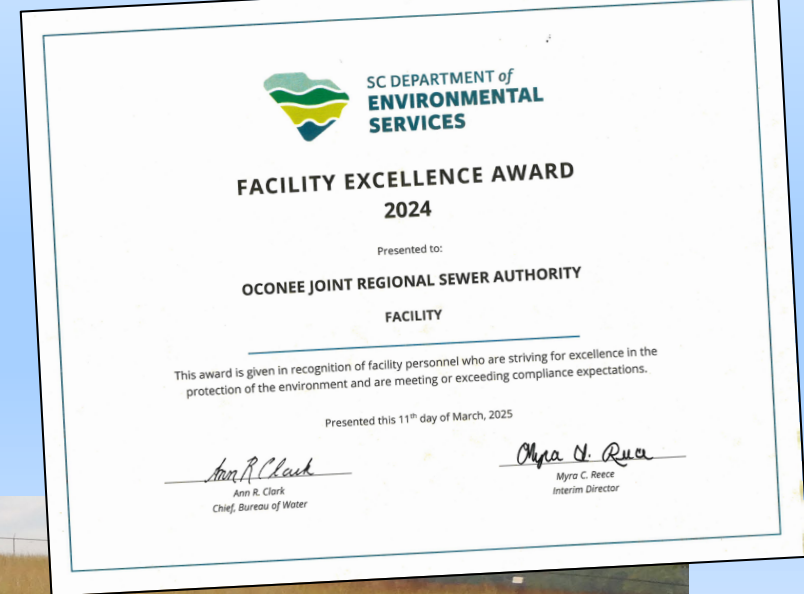 SC DEPARTMENT of
ENVIRONMENTAL
SERVICES
FACILITY EXCELLENCE AWARD
2024
Presented to:
OCONEE JOINT REGIONAL SEWER AUTHORITY
FACILITY
This award is given in recognition of facility personnel who are striving for excellence in the
protection of the environment and are meeting or exceeding compliance expectations.
Presented this 11th day of March, 2025
Ann R Clark
Ann R. Clark
Chief, Bureau of Water
Myra C. Reece
Interim Director